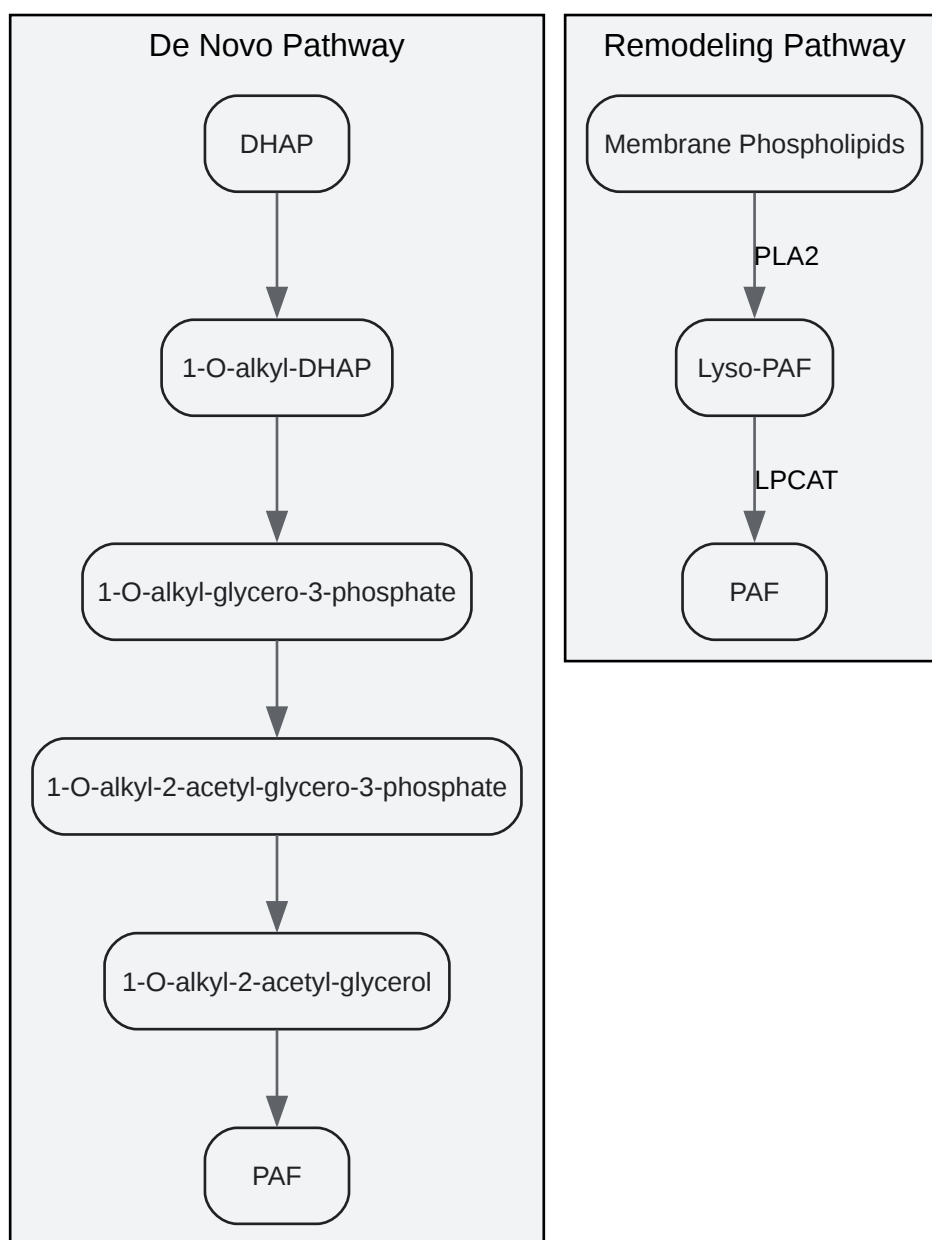 De Novo Pathway
DHAP
1-O-alkyl-DHAP
1-O-alkyl-glycero-3-phosphate
1-O-alkyl-2-acetyl-glycero-3-phosphate
1-O-alkyl-2-acetyl-glycerol
PAF
Remodeling Pathway
Membrane Phospholipids
PLA2
Lyso-PAF
LPCAT
PAF